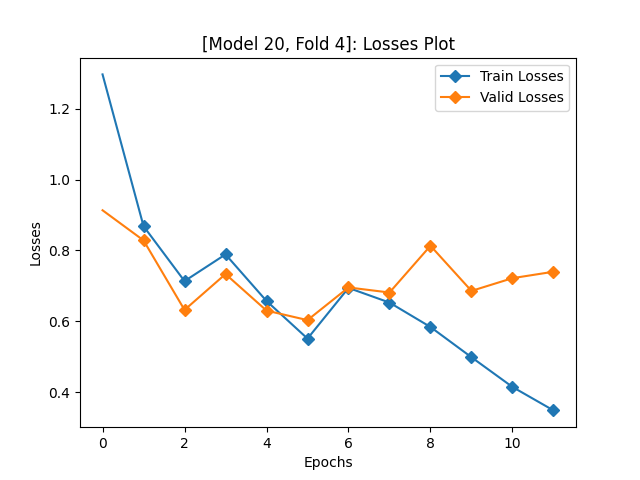 [Model 20, Fold 4]: Losses Plot
Train Losses
Valid Losses
1.2
1.0
0.8
0.6
0.4
Losses
0 2 4 6 8 10
Epochs